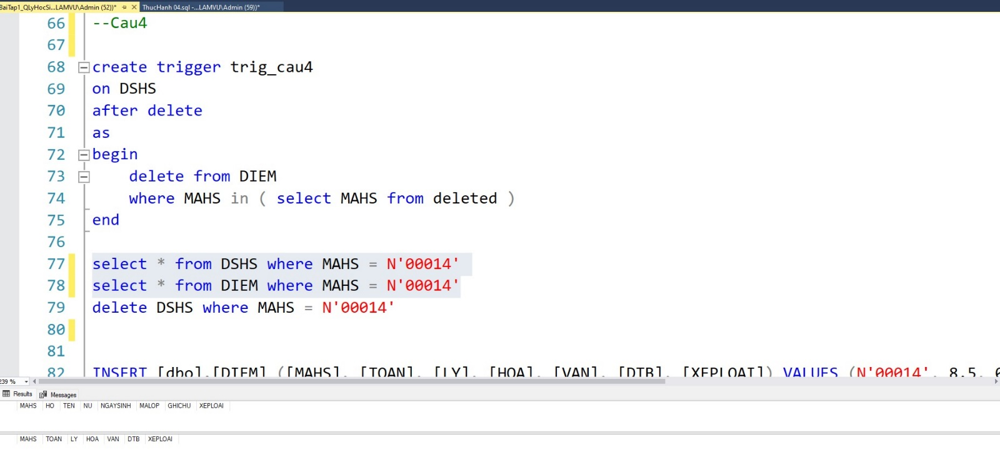 BaiTap1_QLyHocSi...LAMVU\Admin (52))* ThucHanh 04.sql -...LAMVU\Admin (59))*
66 --Cau4
67
68 create trigger trig_cau4
69 on DSHS
70 after delete
71 as
72 begin
73 delete from DIEM
74 where MAHS in ( select MAHS from deleted )
75 end
76
77 select * from DSHS where MAHS = N'00014'
78 select * from DIEM where MAHS = N'00014'
79 delete DSHS where MAHS = N'00014'
80
81
82 INSERT [dbo].[DIEM] ([MAHS], [TOAN], [LY], [HOA], [VAN], [DTB], [XEPLOAI]) VALUES (N'00014', 8.5,
239 %
Results Messages
MAHS HO TEN NU NGAYSINH MALOP GHICHU XEPLOAI
MAHS TOAN LY HOA VAN DTB XEPLOAI